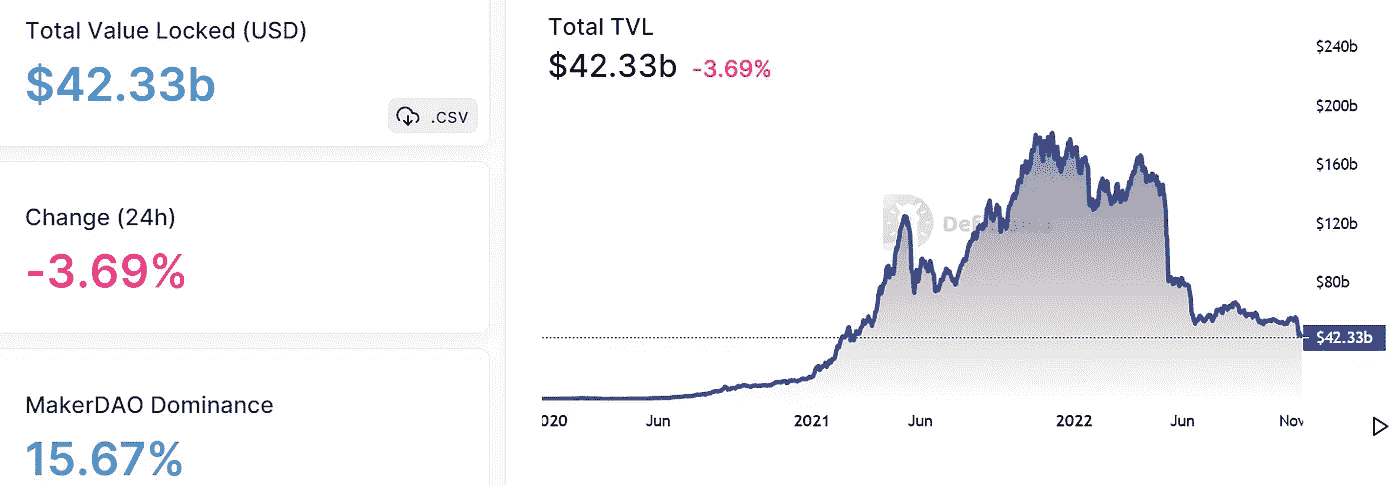 Total Value Locked (USD)
$42.33b
.csv
Change (24h)
-3.69%
MakerDAO Dominance
15.67%
Total TVL
$42.33b -3.69%
$240b
$200b
$160b
$120b
$80b
$42.33b
020 Jun 2021 Jun 2022 Jun Nov